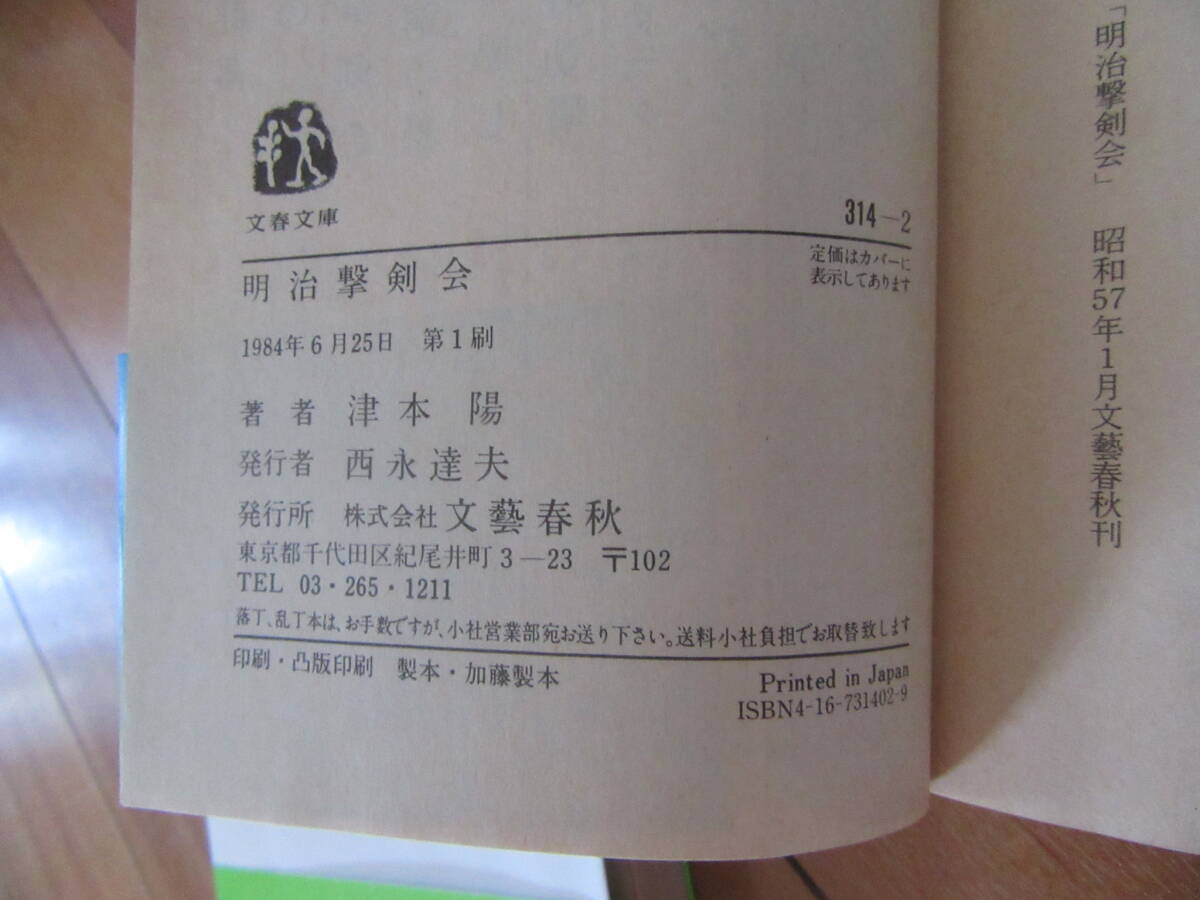 「明治撃剣会」 昭和57年1月文藝春秋刊
文春文庫
314-2
定価はカバーに
表示してあります
明治撃剣会
1984年6月25日 第1刷
著者 津本 陽
発行者 西永達夫
発行所 株式会社 文藝春秋
東京都千代田区紀尾井町3-23 〒102
TEL 03・265・1211
落丁、乱丁本は、お手数ですが、小社営業部宛お送り下さい。送料小社負担でお取替致します
印刷・凸版印刷 製本・加藤製本
Printed in Japan
ISBN4-16-731402-9